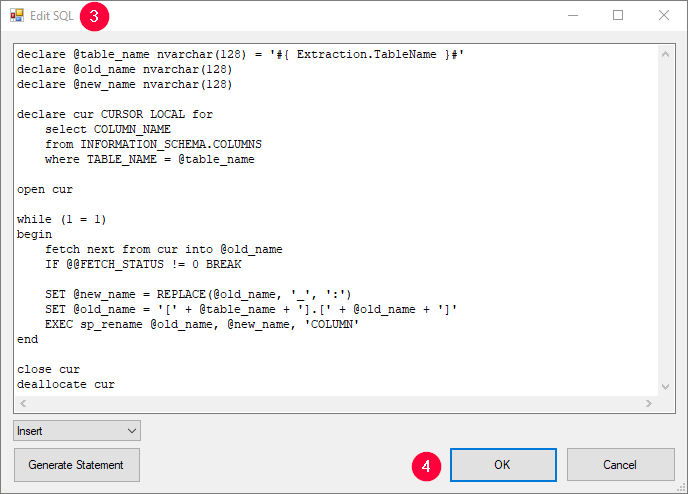 Edit SQL 3
declare @table_name nvarchar(128) = '#{ Extraction.TableName }#'
declare @old_name nvarchar(128)
declare @new_name nvarchar(128)
declare cur CURSOR LOCAL for
    select COLUMN_NAME
    from INFORMATION_SCHEMA.COLUMNS
    where TABLE_NAME = @table_name
open cur
while (1 = 1)
begin
    fetch next from cur into @old_name
    IF @@FETCH_STATUS != 0 BREAK
    SET @new_name = REPLACE(@old_name, '_', ':')
    SET @old_name = '[' + @table_name + '].[' + @old_name + ']'
    EXEC sp_rename @old_name, @new_name, 'COLUMN'
end
close cur
deallocate cur
Insert
Generate Statement 4 OK Cancel